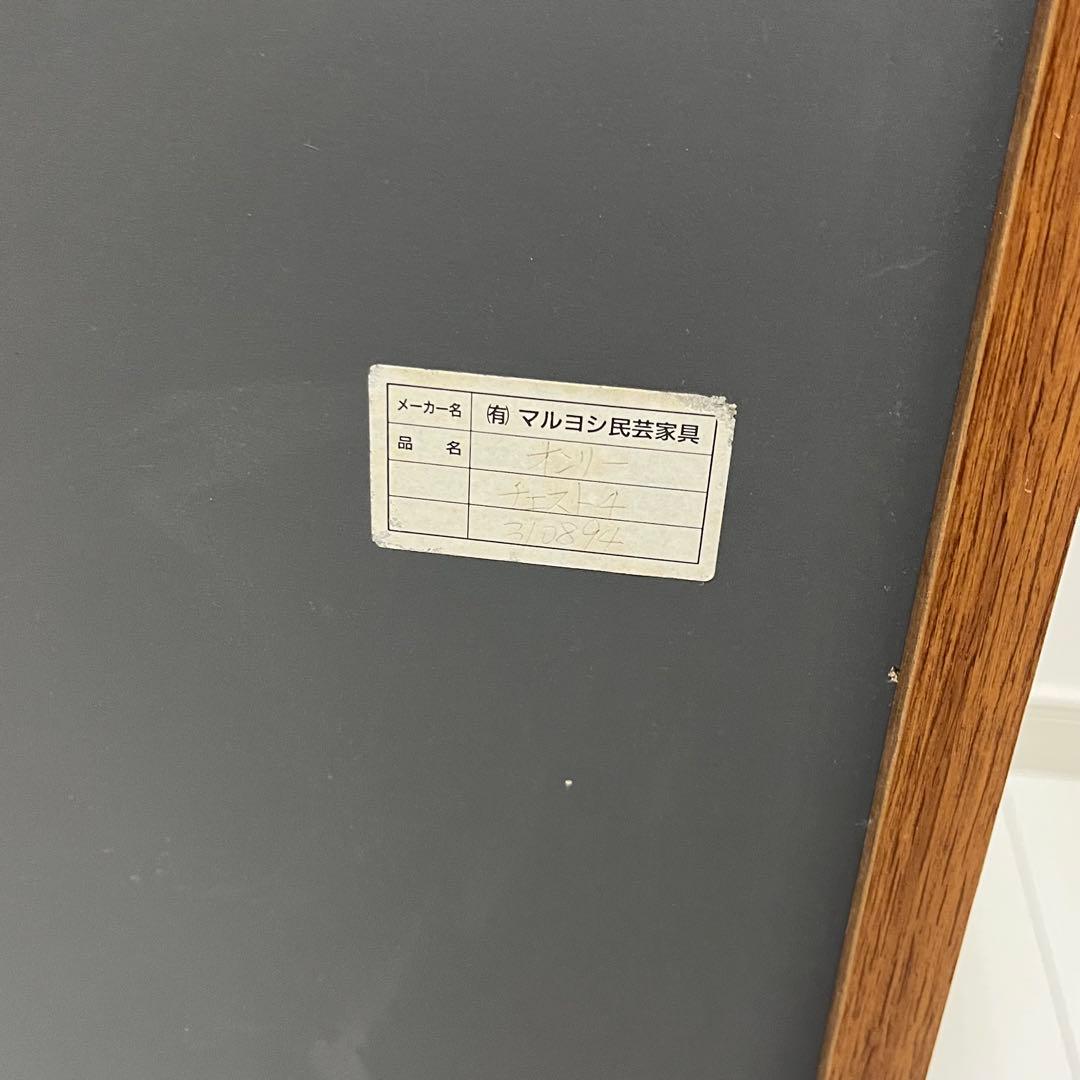 メーカー名 ㈲ マルヨシ民芸家具
品 名 オンリー
チェスト4
310894